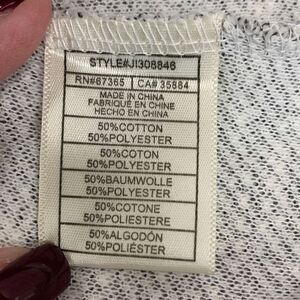 STYLE#JI308846
RN#67365 CA# 35884
MADE IN CHINA
FABRIQUÉ EN CHINE
HECHO EN CHINA
50%COTTON
50%POLYESTER
50%COTON
50%POLYESTER
50%BAUMWOLLE
50%POLYESTER
50%COTONE
50%POLIESTERE
50%ALGODÓN
50%POLIÉSTER